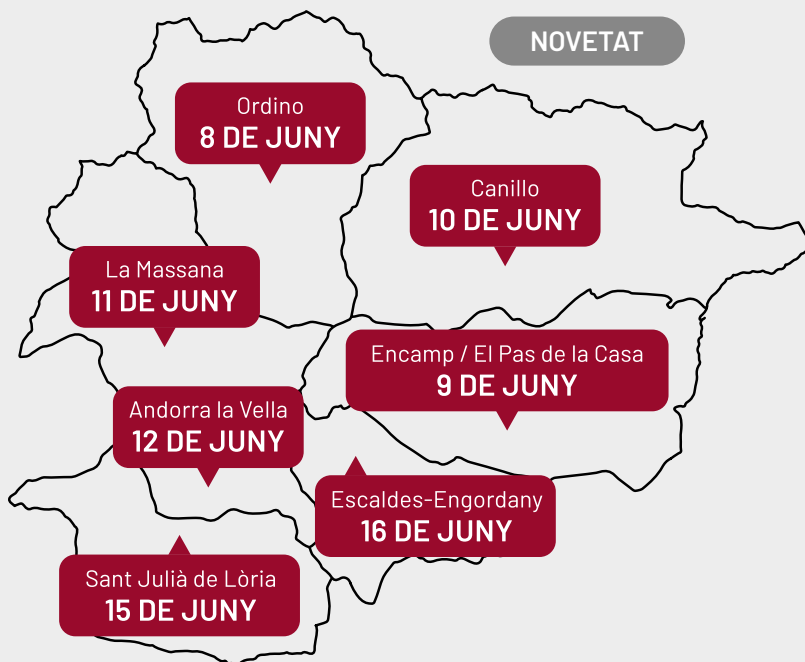 NOVETAT
Ordino
8 DE JUNY
Canillo
10 DE JUNY
La Massana
11 DE JUNY
Encamp / El Pas de la Casa
9 DE JUNY
Andorra la Vella
12 DE JUNY
Escaldes-Engordany
16 DE JUNY
Sant Julià de Lòria
15 DE JUNY